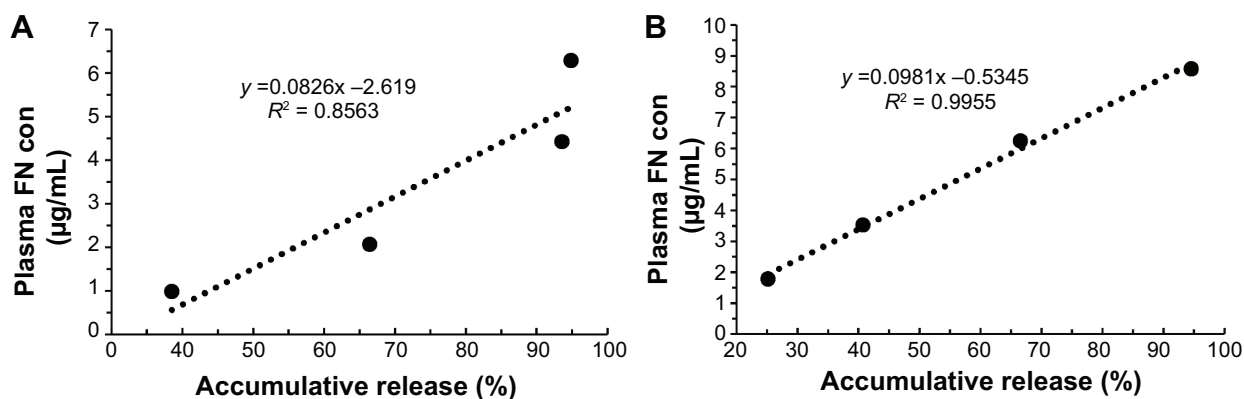 A
7
6
5
4
3
2
1
0
Plasma FN con
(µg/mL)
y =0.0826x –2.619
R² = 0.8563
0 40 50 60 70 80 90 100
Accumulative release (%)
B
10
9
8
7
6
5
4
3
2
1
0
Plasma FN con
(µg/mL)
y =0.0981x –0.5345
R² = 0.9955
20 30 40 50 60 70 80 90 100
Accumulative release (%)